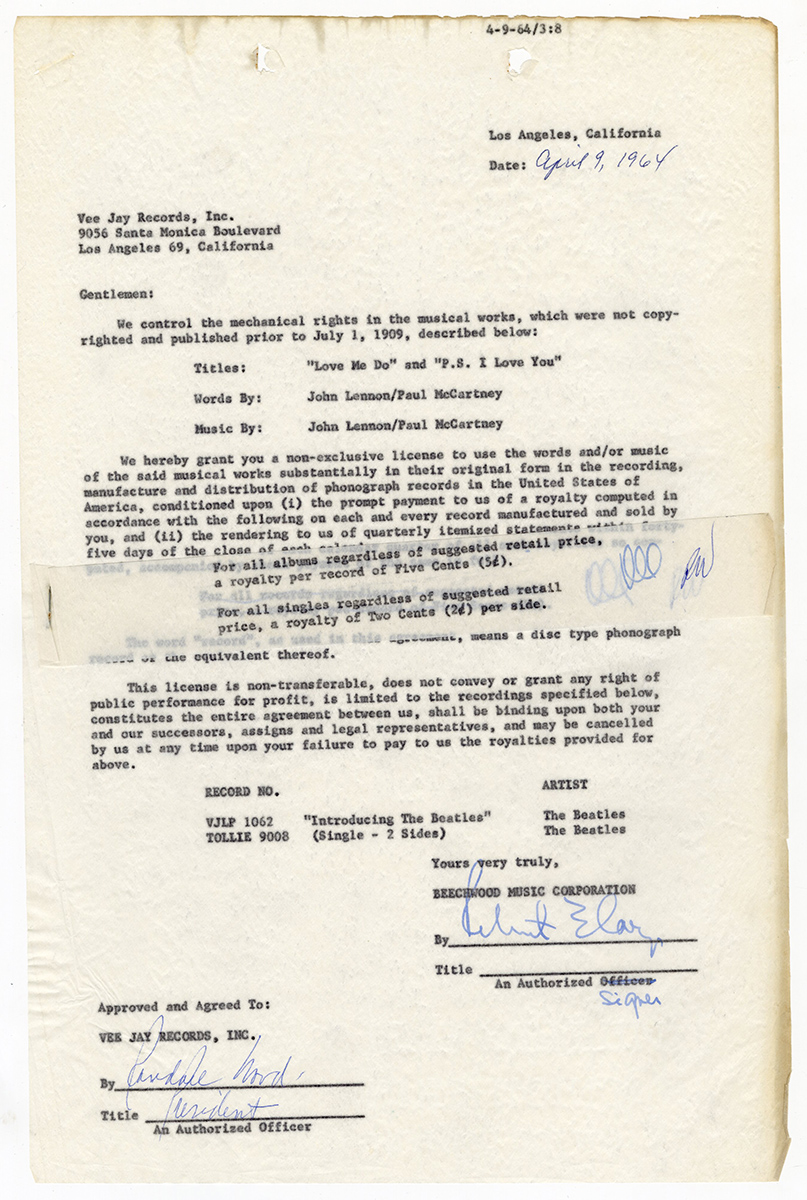 4-9-64/3:8
Los Angeles, California
Date: April 9, 1964
Vee Jay Records, Inc.
9056 Santa Monica Boulevard
Los Angeles 69, California
Gentlemen:
We control the mechanical rights in the musical works, which were not copy-
righted and published prior to July 1, 1909, described below:
Titles: "Love Me Do" and "P.S. I Love You"
Words By: John Lennon/Paul McCartney
Music By: John Lennon/Paul McCartney
We hereby grant you a non-exclusive license to use the words and/or music
of the said musical works substantially in their original form in the recording,
manufacture and distribution of phonograph records in the United States of
America, conditioned upon (i) the prompt payment to us of a royalty computed in
accordance with the following on each and every record manufactured and sold by
you, and (ii) the rendering to us of quarterly itemized statements within forty-
five days of the close of each
For all albums regardless of suggested retail price,
a royalty per record of Five Cents (5¢).
For all singles regardless of suggested retail
price, a royalty of Two Cents (2¢) per side.
RW
The word "record", as used in this agreement, means a disc type phonograph
record or the equivalent thereof.
This license is non-transferable, does not convey or grant any right of
public performance for profit, is limited to the recordings specified below,
constitutes the entire agreement between us, shall be binding upon both your
and our successors, assigns and legal representatives, and may be cancelled
by us at any time upon your failure to pay to us the royalties provided for
above.
RECORD NO. ARTIST
VJLP 1062 "Introducing The Beatles" The Beatles
TOLLIE 9008 (Single - 2 Sides) The Beatles
Yours very truly,
BEECHWOOD MUSIC CORPORATION
By
Title
An Authorized Officer
Signer
Approved and Agreed To:
VEE JAY RECORDS, INC.
By Randall Wood
Title President
An Authorized Officer